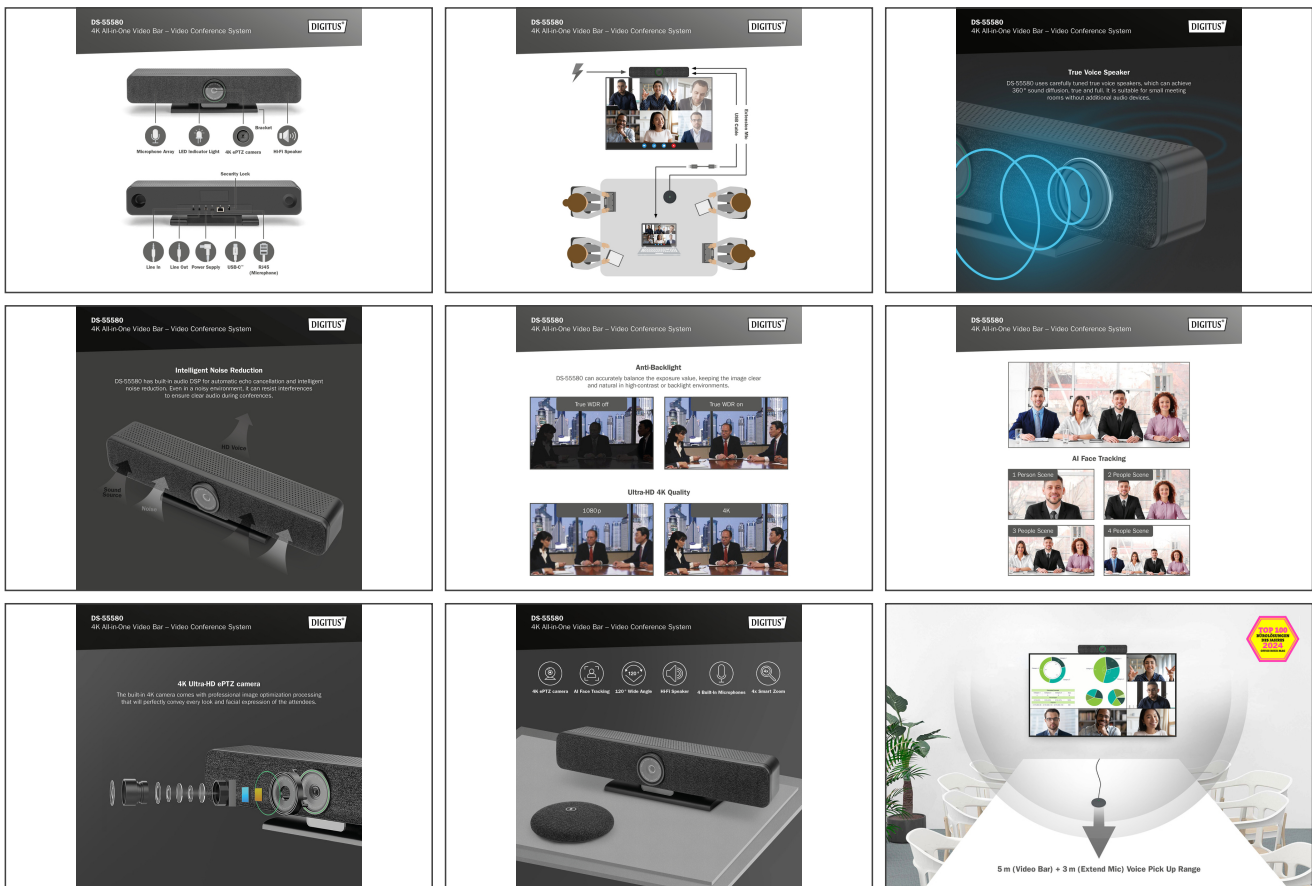 DS-55580
4K All-in-One Video Bar – Video Conference System
DIGITUS®
Bracket
Microphone Array
LED Indicator Light
4K ePTZ camera
Hi-Fi Speaker
Security Lock
Line In
Line Out
Power Supply
USB-C™
RJ45
(Microphone)
DS-55580
4K All-in-One Video Bar – Video Conference System
DIGITUS®
USB Cable
Extension Mic
DS-55580
4K All-in-One Video Bar – Video Conference System
DIGITUS®
True Voice Speaker
DS-55580 uses carefully tuned true voice speakers, which can achieve
360° sound diffusion, true and full. It is suitable for small meeting
rooms without additional audio devices.
DS-55580
4K All-in-One Video Bar – Video Conference System
DIGITUS®
Intelligent Noise Reduction
DS-55580 has built-in audio DSP for automatic echo cancellation and intelligent
noise reduction. Even in a noisy environment, it can resist interferences
to ensure clear audio during conferences.
HD Voice
Sound
Source
Noise
DS-55580
4K All-in-One Video Bar – Video Conference System
DIGITUS®
Anti-Backlight
DS-55580 can accurately balance the exposure value, keeping the image clear
and natural in high-contrast or backlight environments.
True WDR off
True WDR on
Ultra-HD 4K Quality
1080p
4K
DS-55580
4K All-in-One Video Bar – Video Conference System
DIGITUS®
AI Face Tracking
1 Person Scene
2 People Scene
3 People Scene
4 People Scene
DS-55580
4K All-in-One Video Bar – Video Conference System
DIGITUS®
4K Ultra-HD ePTZ camera
The built-in 4K camera comes with professional image optimization processing
that will perfectly convey every look and facial expression of the attendees.
DS-55580
4K All-in-One Video Bar – Video Conference System
DIGITUS®
120°
4x
4K ePTZ camera
AI Face Tracking
120° Wide Angle
Hi-Fi Speaker
4 Built-In Microphones
4x Smart Zoom
TOP 100
BÜROLÖSUNGEN
DES JAHRES
2024
5 m (Video Bar) + 3 m (Extend Mic) Voice Pick Up Range